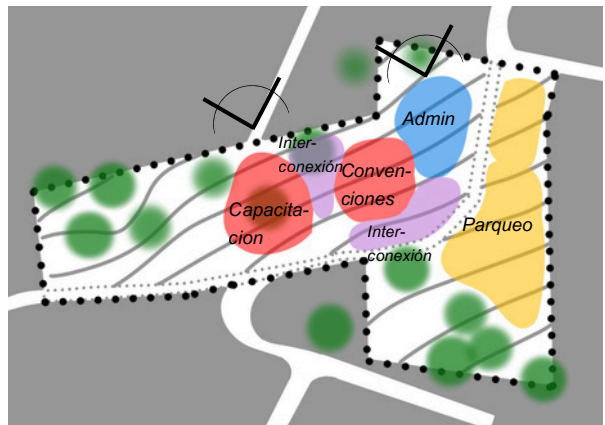 Admin
Inter-
conexión
Conven-
ciones
Capacita-
cion
Inter-
conexión
Parqueo